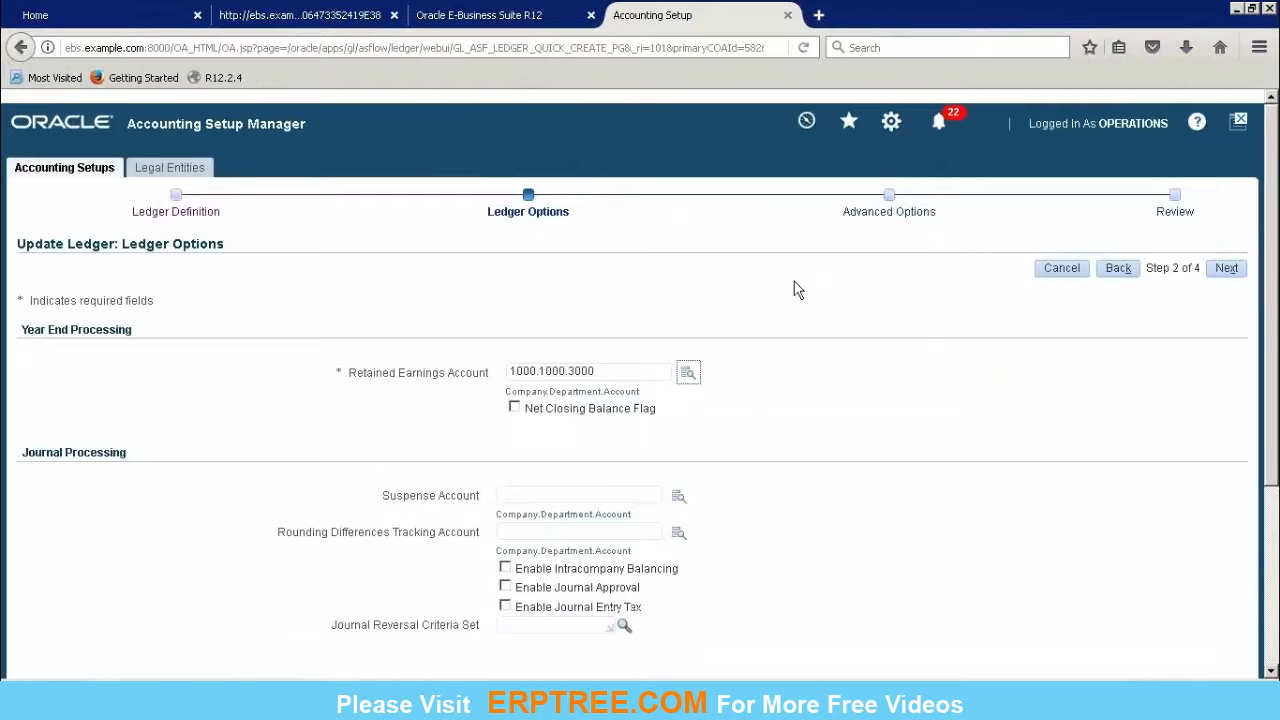 Home
http://ebs.exam...06473352419E38
Oracle E-Business Suite R12
Accounting Setup
ebs.example.com:8000/OA_HTML/OA.jsp?page=/oracle/apps/gl/asflow/ledger/webui/GL_ASF_LEDGER_QUICK_CREATE_PG&_ri=101&primaryCOAId=5826
Search
Most Visited
Getting Started
R12.2.4
ORACLE Accounting Setup Manager
22
Logged In As OPERATIONS
Accounting Setups
Legal Entities
Ledger Definition
Ledger Options
Advanced Options
Review
Update Ledger: Ledger Options
Cancel
Back
Step 2 of 4
Next
* Indicates required fields
Year End Processing
* Retained Earnings Account 1000.1000.3000
Company.Department.Account
Net Closing Balance Flag
Journal Processing
Suspense Account
Company.Department.Account
Rounding Differences Tracking Account
Company.Department.Account
Enable Intracompany Balancing
Enable Journal Approval
Enable Journal Entry Tax
Journal Reversal Criteria Set
Please Visit ERPTREE.COM For More Free Videos